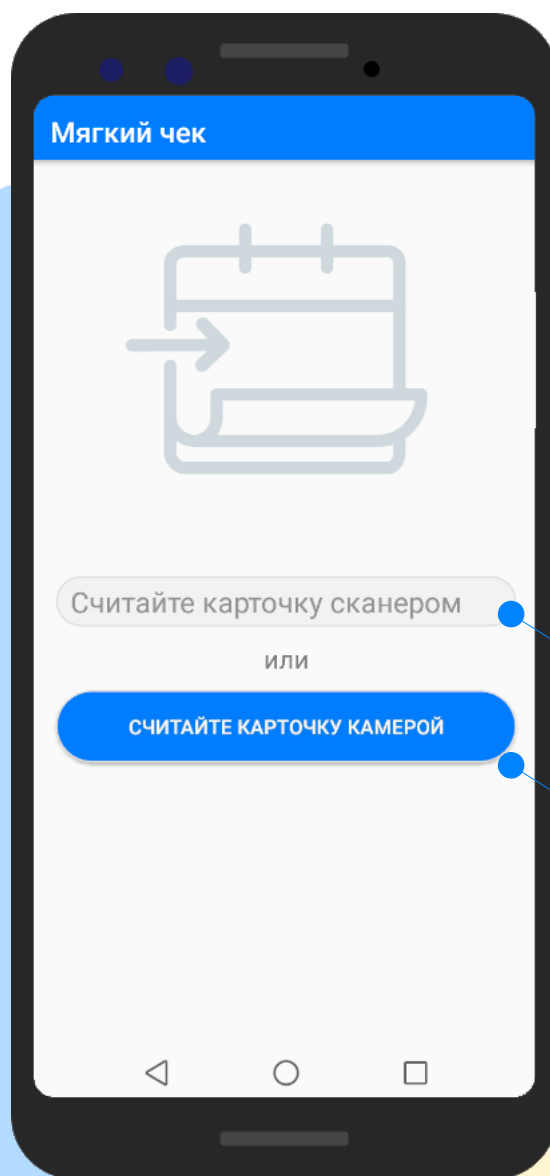 Мягкий чек
Считайте карточку сканером
или
СЧИТАЙТЕ КАРТОЧКУ КАМЕРОЙ